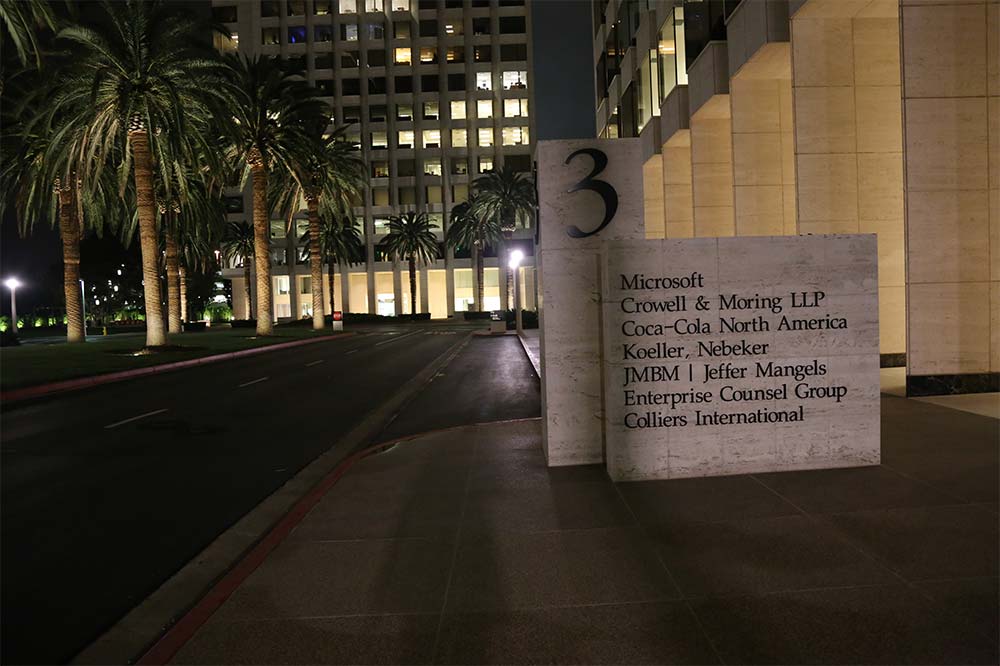 3
Microsoft
Crowell & Moring LLP
Coca-Cola North America
Koeller, Nebeker
JMBM | Jeffer Mangels
Enterprise Counsel Group
Colliers International